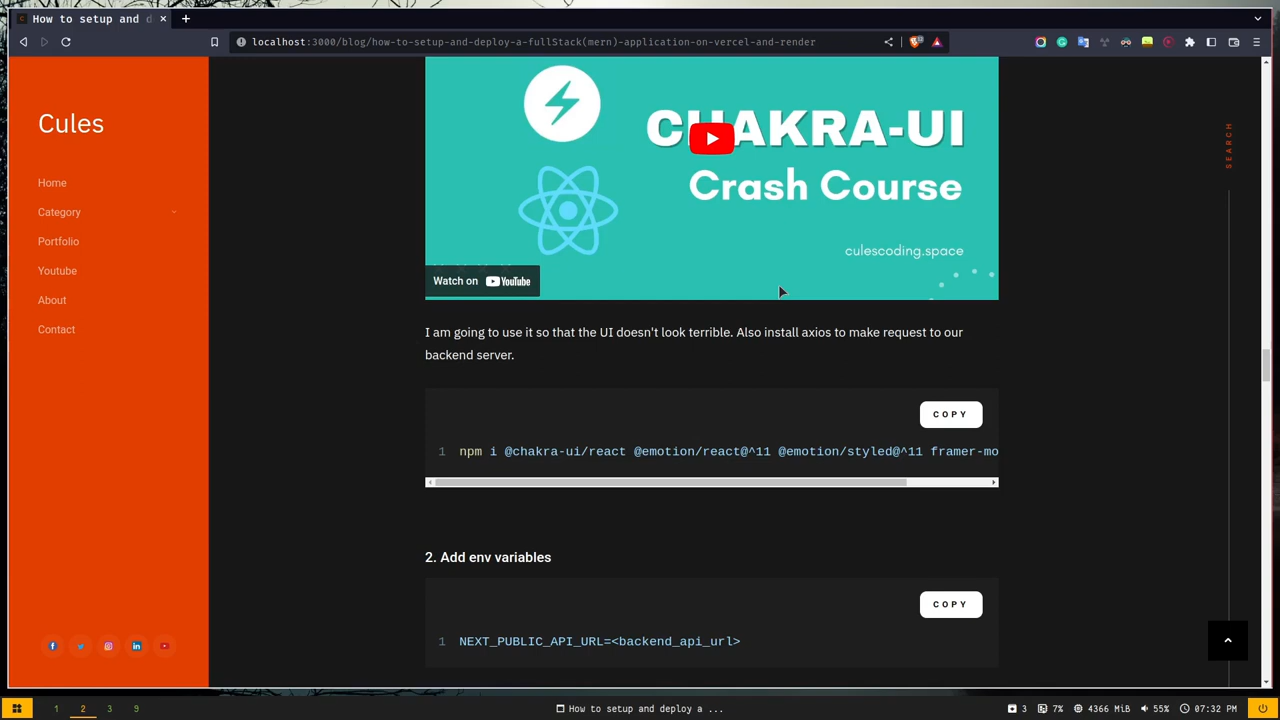 How to setup and d
localhost:3000/blog/how-to-setup-and-deploy-a-fullStack(mern)-application-on-vercel-and-render
Cules
Home
Category
Portfolio
Youtube
About
Contact
CHAKRA-UI
Crash Course
culescoding.space
Watch on YouTube
SEARCH
I am going to use it so that the UI doesn't look terrible. Also install axios to make request to our
backend server.
COPY
1 npm i @chakra-ui/react @emotion/react@^11 @emotion/styled@^11 framer-mo
2. Add env variables
COPY
1 NEXT_PUBLIC_API_URL=<backend_api_url>
1 2 3 9
How to setup and deploy a ...
3 7% 4366 MiB 55% 07:32 PM